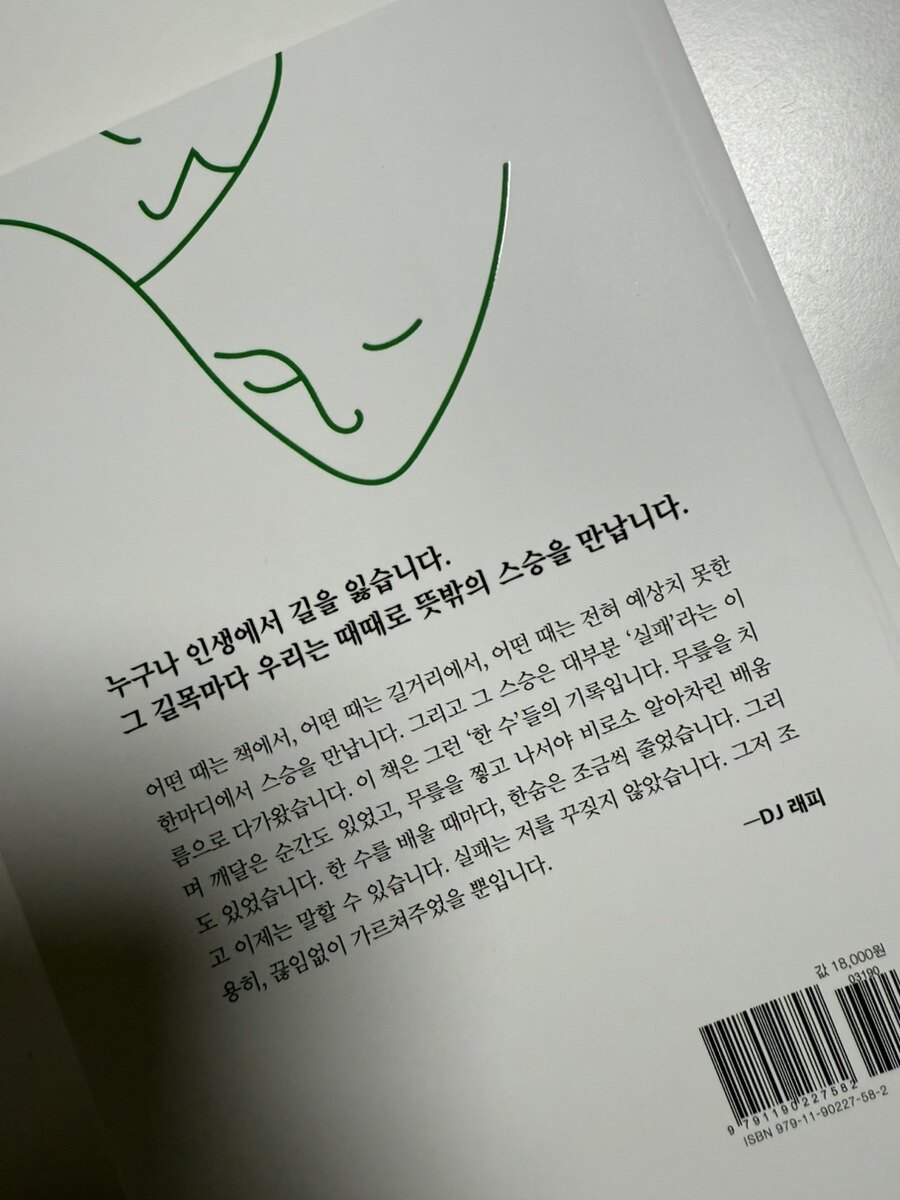 누구나 인생에서 길을 잃습니다.
그 길목마다 우리는 때때로 뜻밖의 스승을 만납니다.
어떤 때는 책에서, 어떤 때는 길거리에서, 어떤 때는 전혀 예상치 못한
한마디에서 스승을 만납니다. 그리고 그 스승은 대부분 ‘실패’라는 이
름으로 다가왔습니다. 이 책은 그런 ‘한 수’들의 기록입니다. 무릎을 치
며 깨달은 순간도 있었고, 무릎을 찧고 나서야 비로소 알아차린 배움
도 있었습니다. 한 수를 배울 때마다, 한숨은 조금씩 줄었습니다. 그리
고 이제는 말할 수 있습니다. 실패는 저를 꾸짖지 않았습니다. 그저 조
용히, 끊임없이 가르쳐주었을 뿐입니다.
—DJ 래피
값 18,000원
03190
9 791190 227582
ISBN 979-11-90227-58-2